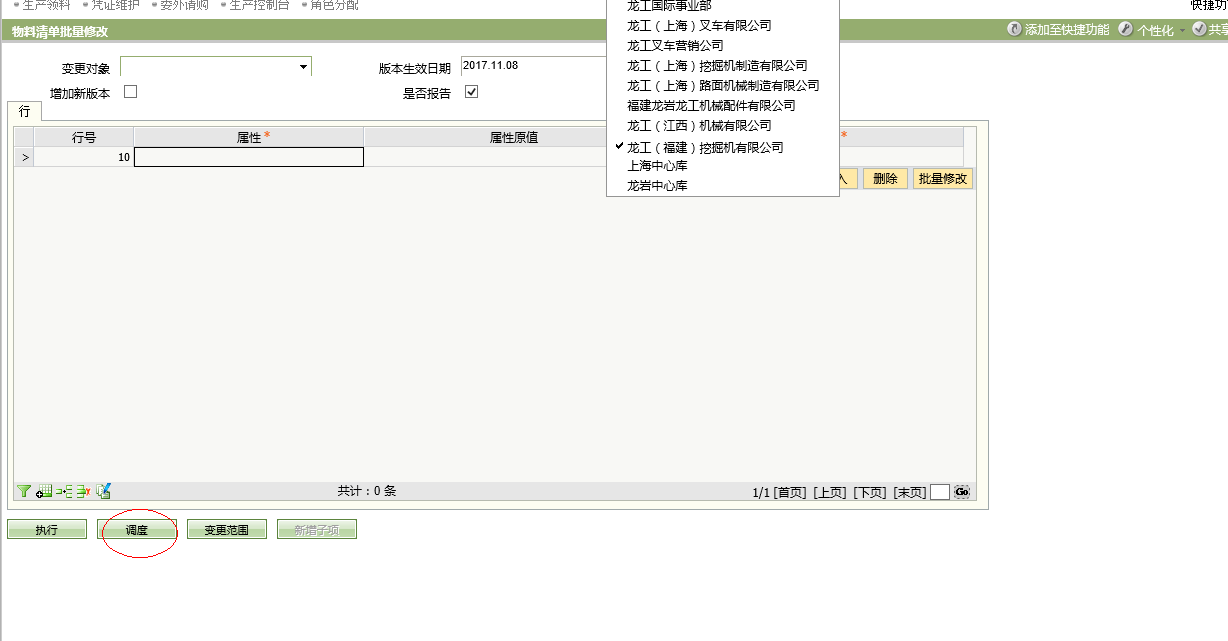 生产领料 凭证维护 委外请购 生产控制台 角色分配
快捷功
物料清单批量修改
添加至快捷功能 个性化 共享
龙工国际事业部
龙工（上海）叉车有限公司
龙工叉车营销公司
龙工（上海）挖掘机制造有限公司
龙工（上海）路面机械制造有限公司
福建龙岩龙工机械配件有限公司
龙工（江西）机械有限公司
龙工（福建）挖掘机有限公司
上海中心库
龙岩中心库
变更对象 版本生效日期 2017.11.08
增加新版本 是否报告
行
行号 属性* 属性原值 *
> 10
入 删除 批量修改
共计：0 条 1/1 [首页] [上页] [下页] [末页] Go
执行 调度 变更范围 新增子项